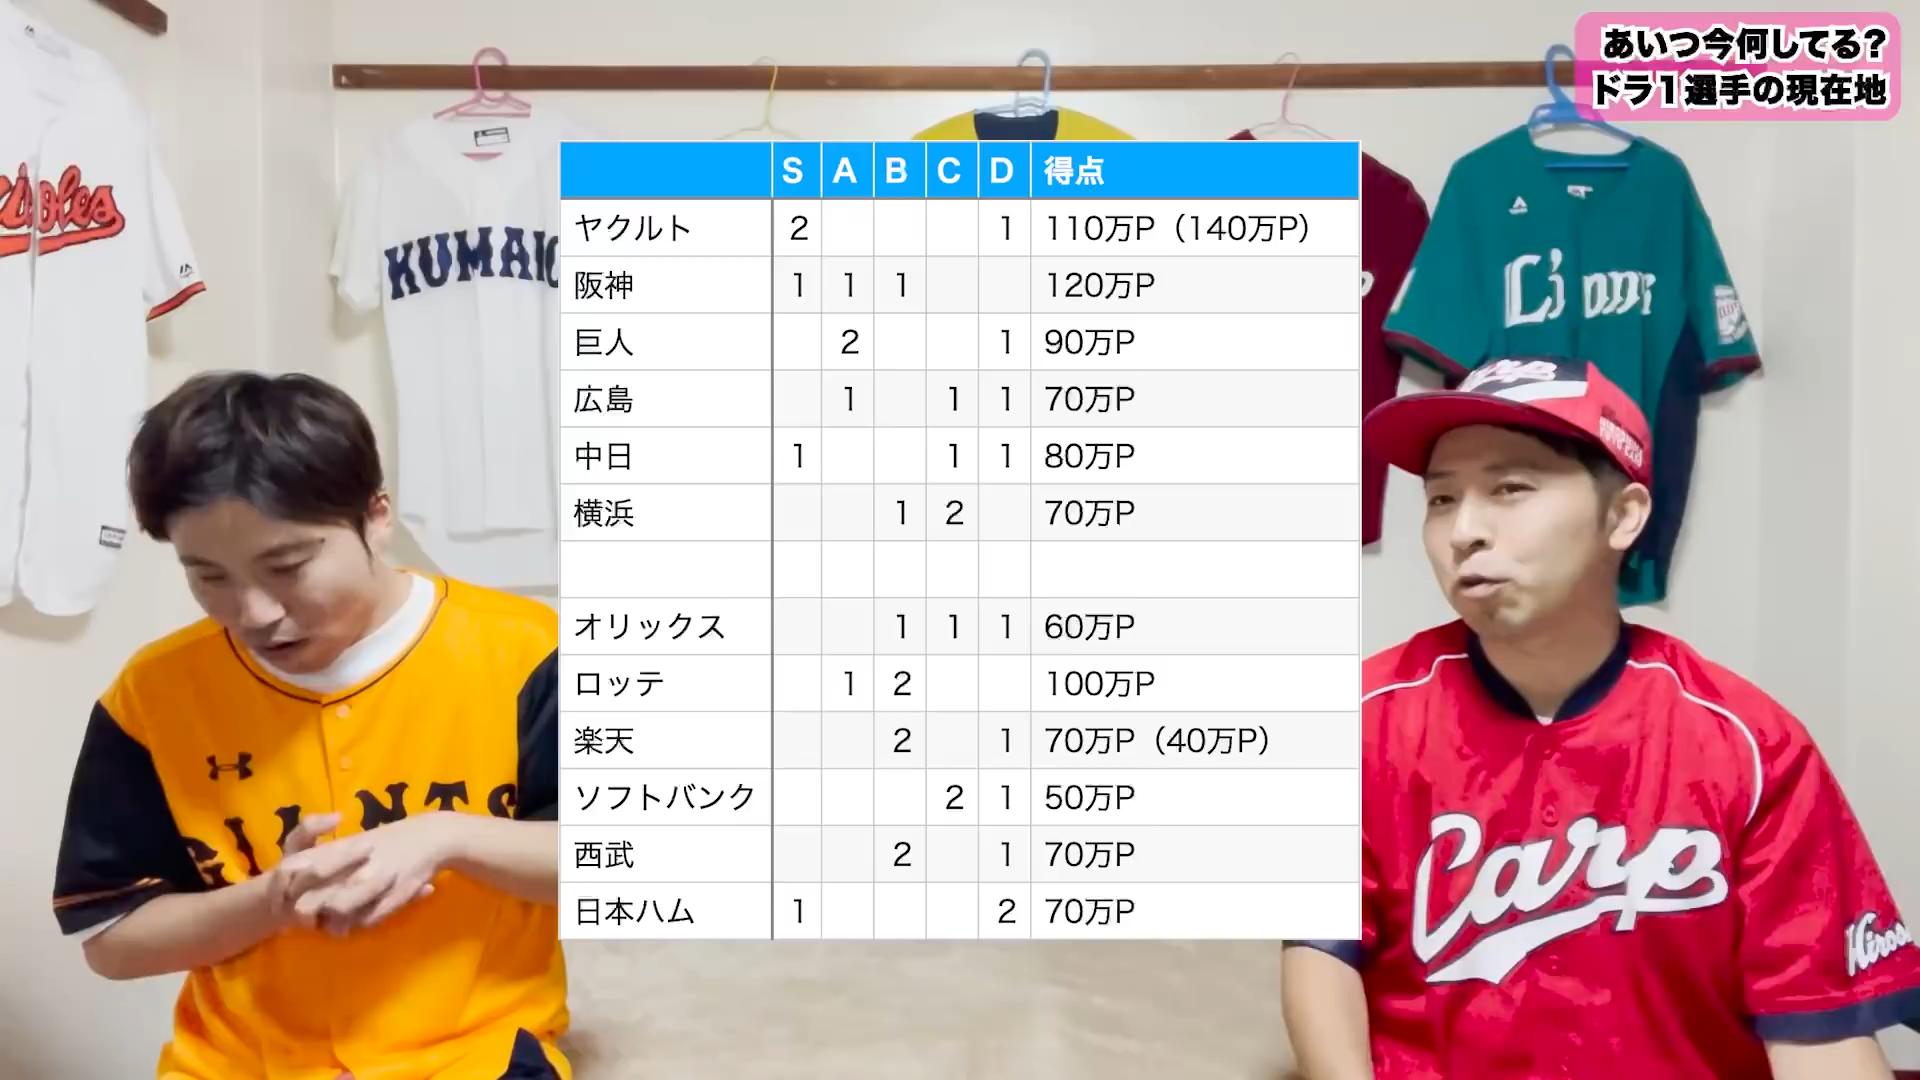 あいつ今何してる？
ドラ1選手の現在地
S A B C D 得点
ヤクルト 2 1 110万P（140万P）
阪神 1 1 1 120万P
巨人 2 1 90万P
広島 1 1 1 70万P
中日 1 1 1 80万P
横浜 1 2 70万P
オリックス 1 1 1 60万P
ロッテ 1 2 100万P
楽天 2 1 70万P（40万P）
ソフトバンク 2 1 50万P
西武 2 1 70万P
日本ハム 1 2 70万P
Lions
Carp
Carp